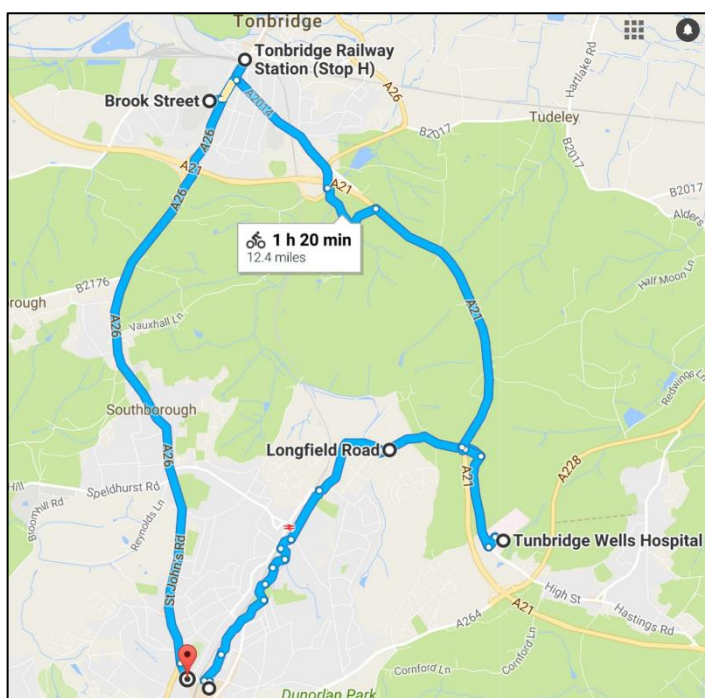 Tonbridge
Tonbridge Railway
Station (Stop H)
Hartlake Rd
A26
Brook Street
A2014
Tudeley
B2017
A26
A21
A21
B2017
B2017
A26
Alders
1 h 20 min
12.4 miles
B2176
Half Moon Ln
orough
Vauxhall Ln
A26
A21
Redwings Ln
Southborough
A26
Longfield Road
A228
Hill
Speldhurst Rd
A21
Bloomhill Rd
Reynolds Ln
Tunbridge Wells Hospital
St John's Rd
High St
Hastings Rd
A264
A21
Cornford Ln
Cornford Ln
Dunorlan Park